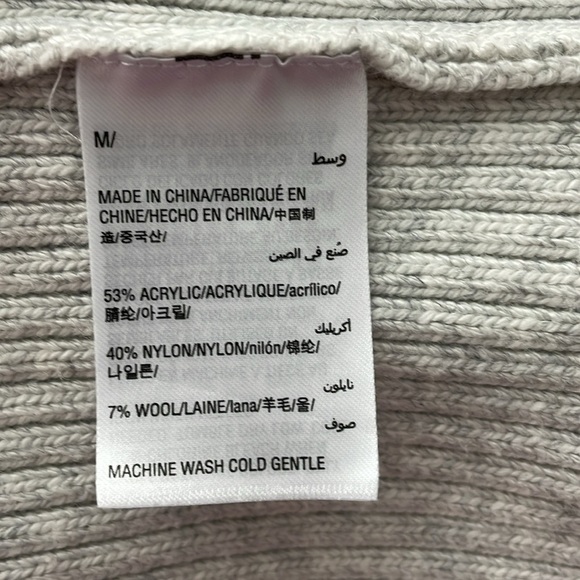 M/
وسط
MADE IN CHINA/FABRIQUÉ EN
CHINE/HECHO EN CHINA/中国制
造/중국산/
صُنع في الصين
53% ACRYLIC/ACRYLIQUE/acrílico/
腈纶/아크릴/
أكريليك
40% NYLON/NYLON/nilón/锦纶/
나일론/
نايلون
7% WOOL/LAINE/lana/羊毛/울/
صوف
MACHINE WASH COLD GENTLE